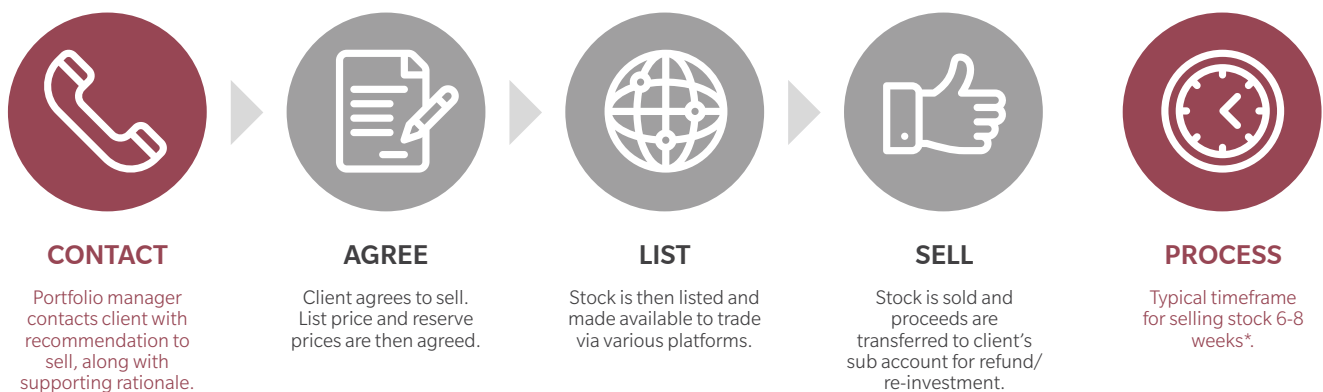 CONTACT
Portfolio manager
contacts client with
recommendation to
sell, along with
supporting rationale.
AGREE
Client agrees to sell.
List price and reserve
prices are then agreed.
LIST
Stock is then listed and
made available to trade
via various platforms.
SELL
Stock is sold and
proceeds are
transferred to client’s
sub account for refund/
re-investment.
PROCESS
Typical timeframe
for selling stock 6-8
weeks*.